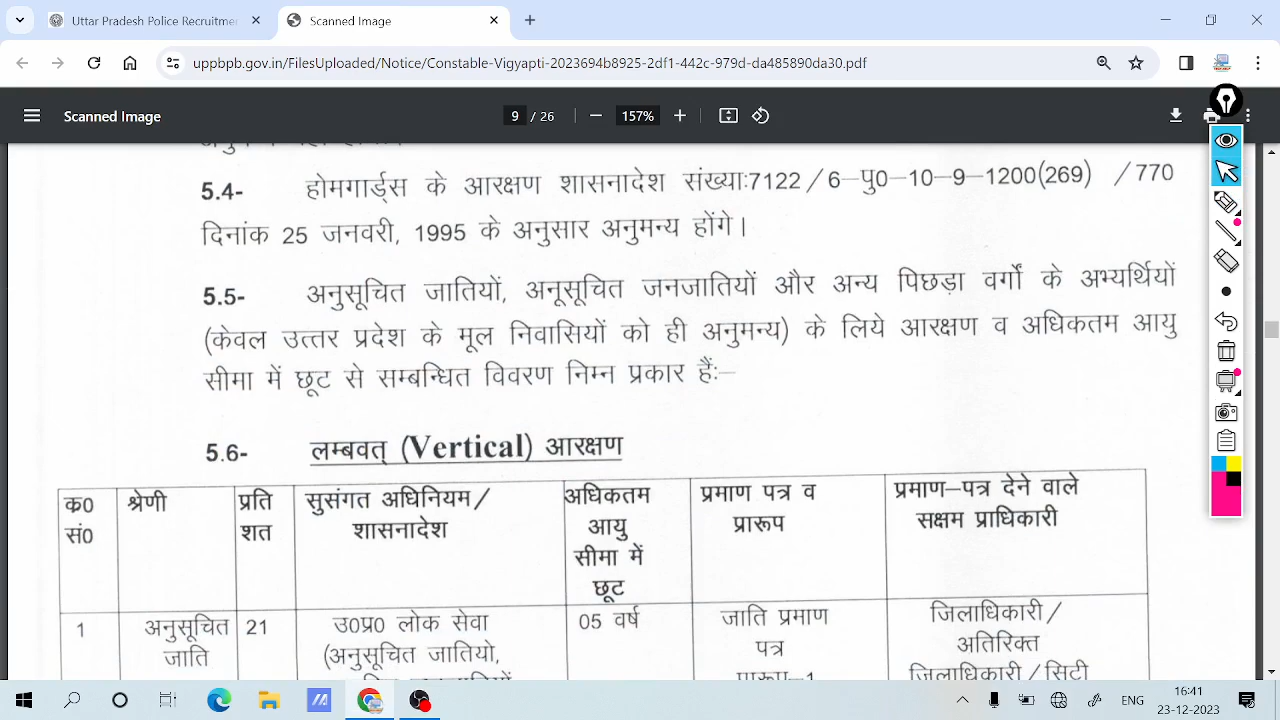 Uttar Pradesh Police Recruitme
Scanned Image
uppbpb.gov.in/FilesUploaded/Notice/Constable-Vigypti-2023694b8925-2df1-442c-979d-da485890da30.pdf
Scanned Image
9 / 26
157%
5.4- होमगार्ड्स के आरक्षण शासनादेश संख्याः7122/6-पु0-10-9-1200(269) /770
दिनांक 25 जनवरी, 1995 के अनुसार अनुमन्य होंगे।
5.5- अनुसूचित जातियों, अनूसूचित जनजातियों और अन्य पिछड़ा वर्गों के अभ्यर्थियों
(केवल उत्तर प्रदेश के मूल निवासियों को ही अनुमन्य) के लिये आरक्षण व अधिकतम आयु
सीमा में छूट से सम्बन्धित विवरण निम्न प्रकार हैंः-
5.6- लम्बवत् (Vertical) आरक्षण
क0 श्रेणी प्रति सुसंगत अधिनियम/ अधिकतम प्रमाण पत्र व प्रमाण-पत्र देने वाले
सं0 शत शासनादेश आयु प्रारूप सक्षम प्राधिकारी
सीमा में
छूट
1 अनुसूचित 21 उ0प्र0 लोक सेवा 05 वर्ष जाति प्रमाण जिलाधिकारी/
जाति (अनुसूचित जातियो, पत्र अतिरिक्त
प्रारूप-1 जिलाधिकारी/सिटी
ENG
16:41
23-12-2023